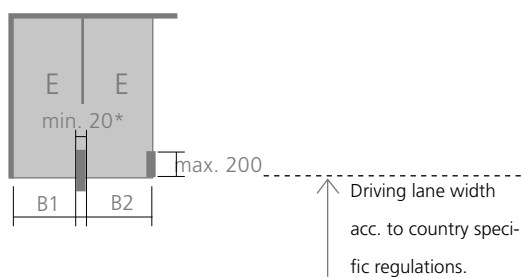 E E
min. 20*
max. 200
B1 B2
Driving lane width
acc. to country speci-
fic regulations.